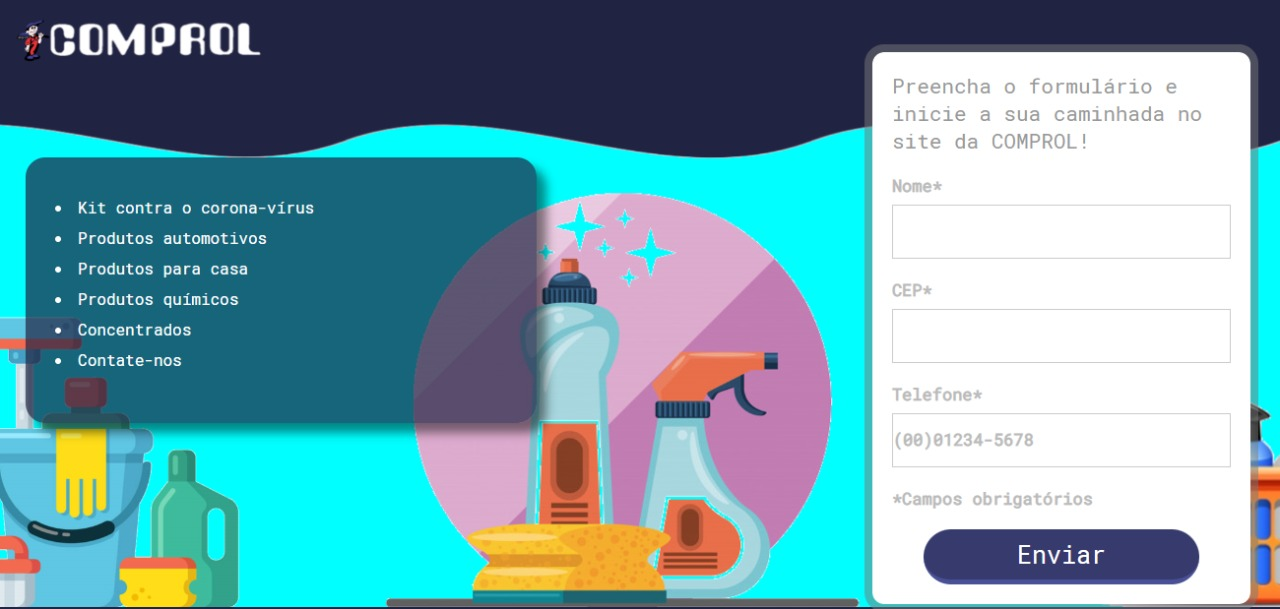 COMPROL
Kit contra o corona-vírus
Produtos automotivos
Produtos para casa
Produtos químicos
Concentrados
Contate-nos
Preencha o formulário e
inicie a sua caminhada no
site da COMPROL!
Nome*
CEP*
Telefone*
(00)01234-5678
*Campos obrigatórios
Enviar